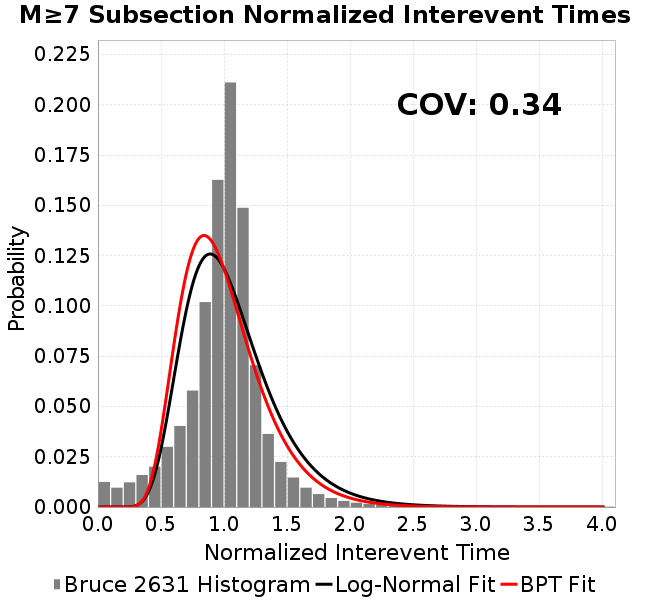 M≥7 Subsection Normalized Interevent Times
COV: 0.34
Probability
0.225
0.200
0.175
0.150
0.125
0.100
0.075
0.050
0.025
0.000
0.0 0.5 1.0 1.5 2.0 2.5 3.0 3.5 4.0
Normalized Interevent Time
Bruce 2631 Histogram Log-Normal Fit BPT Fit